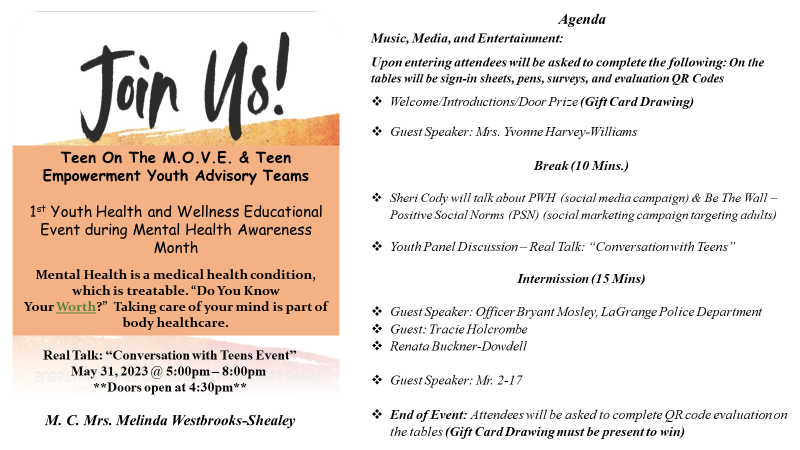 Join Us!
Teen On The M.O.V.E. & Teen
Empowerment Youth Advisory Teams
1st Youth Health and Wellness Educational
Event during Mental Health Awareness
Month
Mental Health is a medical health condition,
which is treatable. “Do You Know
Your Worth?” Taking care of your mind is part of
body healthcare.
Real Talk: “Conversation with Teens Event”
May 31, 2023 @ 5:00pm – 8:00pm
**Doors open at 4:30pm**
M. C. Mrs. Melinda Westbrooks-Shealey
Agenda
Music, Media, and Entertainment:
Upon entering attendees will be asked to complete the following: On the
tables will be sign-in sheets, pens, surveys, and evaluation QR Codes
❖ Welcome/Introductions/Door Prize (Gift Card Drawing)
❖ Guest Speaker: Mrs. Yvonne Harvey-Williams
Break (10 Mins.)
❖ Sheri Cody will talk about PWH (social media campaign) & Be The Wall –
Positive Social Norms (PSN) (social marketing campaign targeting adults)
❖ Youth Panel Discussion – Real Talk: “Conversation with Teens”
Intermission (15 Mins)
❖ Guest Speaker: Officer Bryant Mosley, LaGrange Police Department
❖ Guest: Tracie Holcrombe
❖ Renata Buckner-Dowdell
❖ Guest Speaker: Mr. 2-17
❖ End of Event: Attendees will be asked to complete QR code evaluation on
the tables (Gift Card Drawing must be present to win)